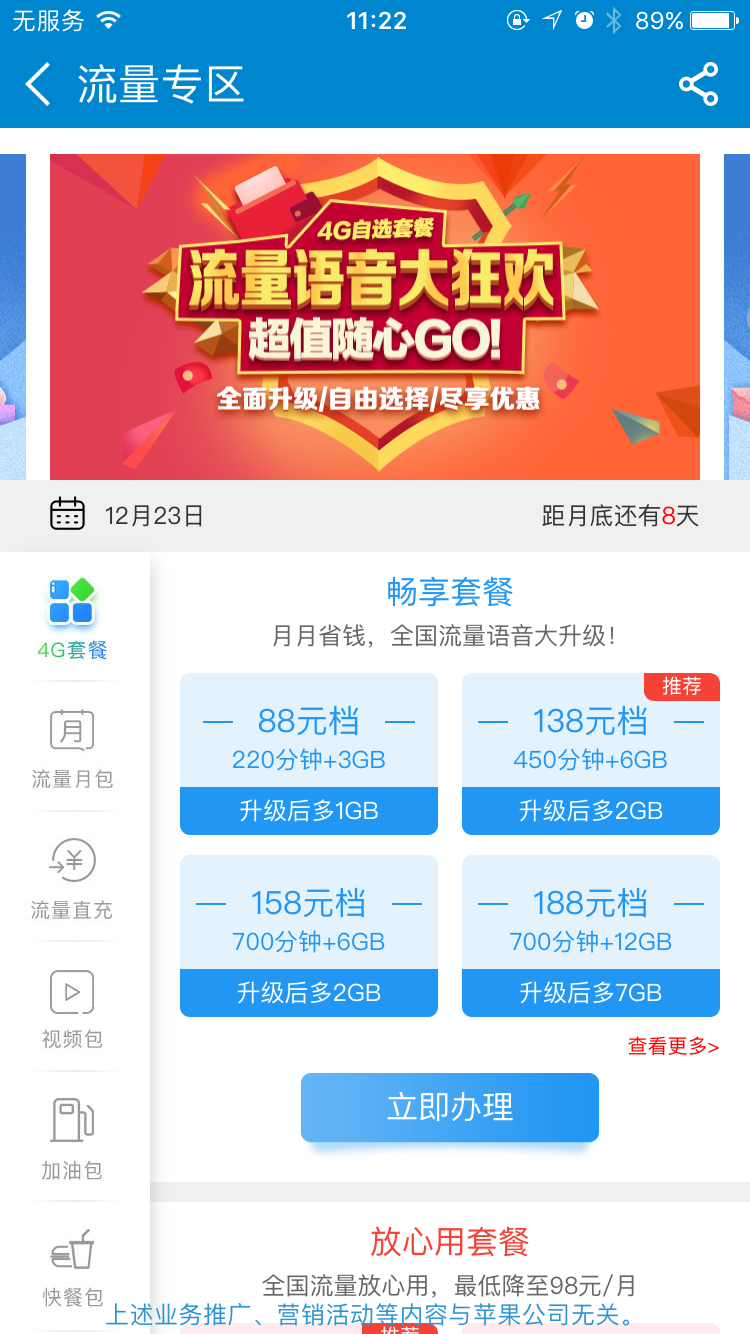 无服务 11:22 89%
流量专区
4G自选套餐
流量语音大狂欢
超值随心GO!
全面升级/自由选择/尽享优惠
12月23日 距月底还有8天
4G套餐
流量月包
流量直充
视频包
加油包
快餐包
畅享套餐
月月省钱，全国流量语音大升级！
88元档
220分钟+3GB
升级后多1GB
推荐
138元档
450分钟+6GB
升级后多2GB
158元档
700分钟+6GB
升级后多2GB
188元档
700分钟+12GB
升级后多7GB
查看更多>
立即办理
放心用套餐
全国流量放心用，最低降至98元/月
上述业务推广、营销活动等内容与苹果公司无关。
推荐